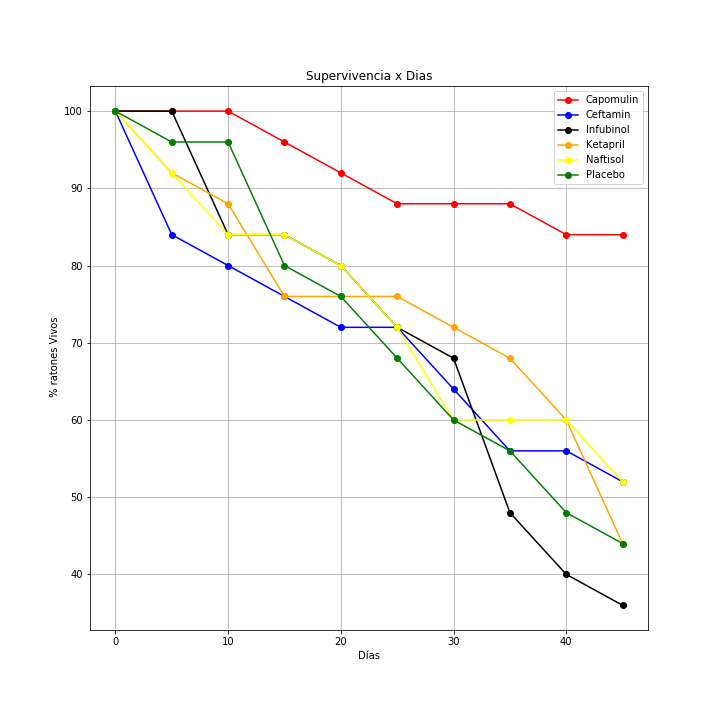 Supervivencia x Dias
Capomulin
Ceftamin
Infubinol
Ketapril
Naftisol
Placebo
% ratones Vivos
100
90
80
70
60
50
40
0 10 20 30 40
Días